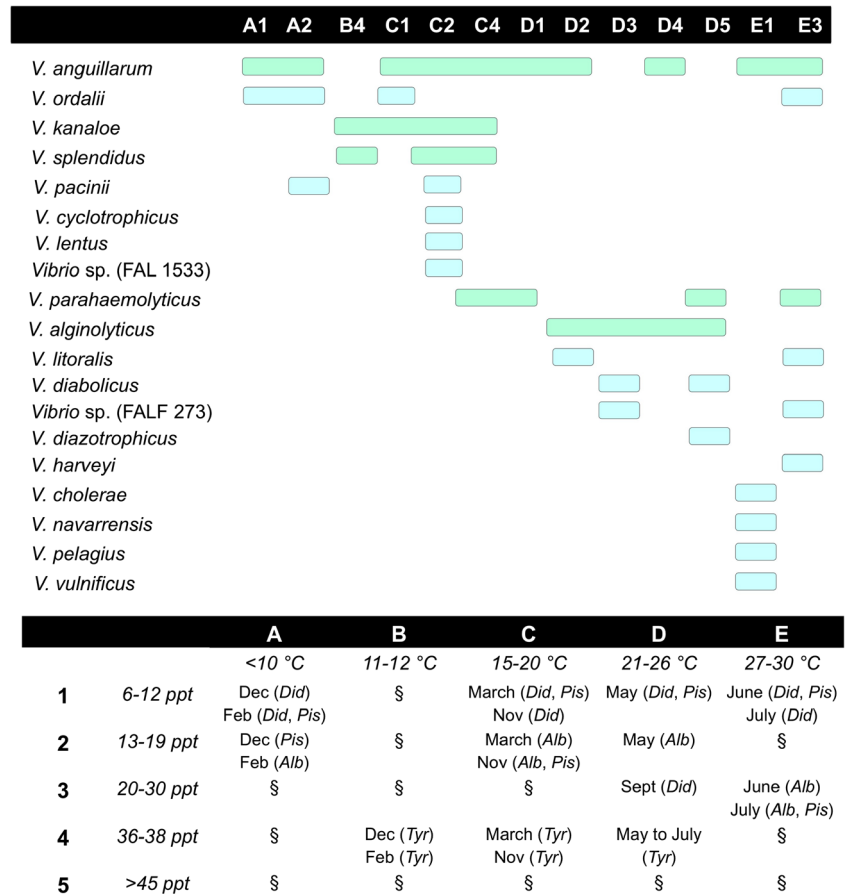 A1 A2 B4 C1 C2 C4 D1 D2 D3 D4 D5 E1 E3
V. anguillarum
V. ordalii
V. kanaloe
V. splendidus
V. pacinii
V. cyclotrophicus
V. lentus
Vibrio sp. (FAL 1533)
V. parahaemolyticus
V. alginolyticus
V. litoralis
V. diabolicus
Vibrio sp. (FALF 273)
V. diazotrophicus
V. harveyi
V. cholerae
V. navarrensis
V. pelagius
V. vulnificus
A B C D E
<10 °C 11-12 °C 15-20 °C 21-26 °C 27-30 °C
1 6-12 ppt Dec (Did) § March (Did, Pis) May (Did, Pis) June (Did, Pis)
Feb (Did, Pis) Nov (Did) July (Did)
2 13-19 ppt Dec (Pis) § March (Alb) May (Alb) §
Feb (Alb) Nov (Alb, Pis)
3 20-30 ppt § § § Sept (Did) June (Alb)
July (Alb, Pis)
4 36-38 ppt § Dec (Tyr) March (Tyr) May to July §
Feb (Tyr) Nov (Tyr) (Tyr)
5 >45 ppt § § § § §